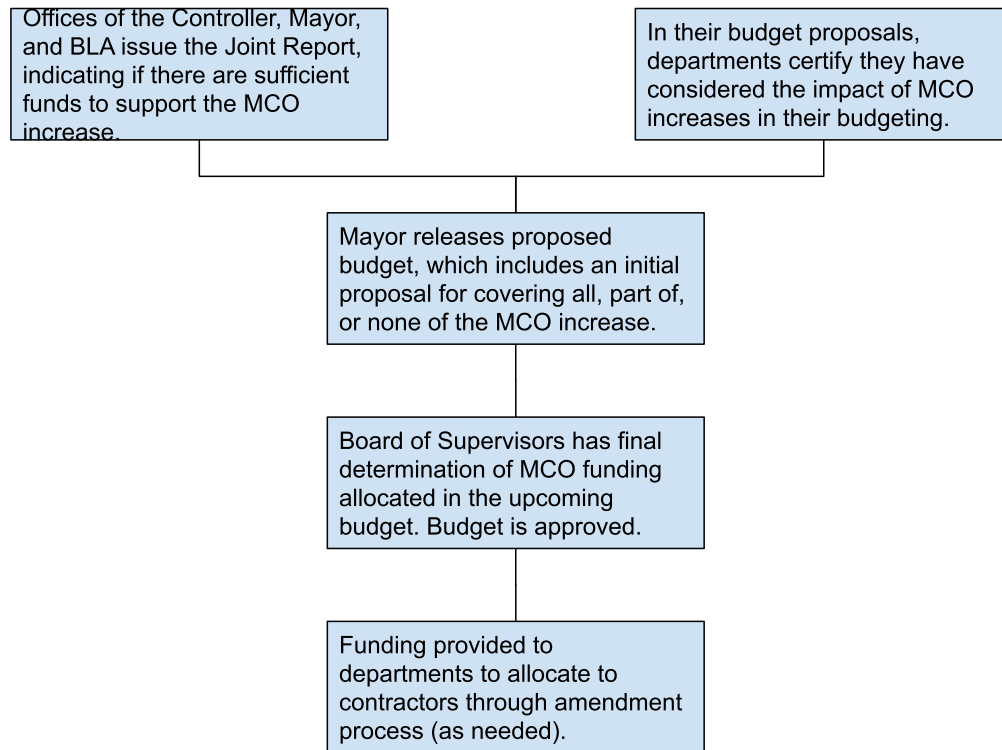 Offices of the Controller, Mayor,
and BLA issue the Joint Report,
indicating if there are sufficient
funds to support the MCO
increase.
In their budget proposals,
departments certify they have
considered the impact of MCO
increases in their budgeting.
Mayor releases proposed
budget, which includes an initial
proposal for covering all, part of,
or none of the MCO increase.
Board of Supervisors has final
determination of MCO funding
allocated in the upcoming
budget. Budget is approved.
Funding provided to
departments to allocate to
contractors through amendment
process (as needed).